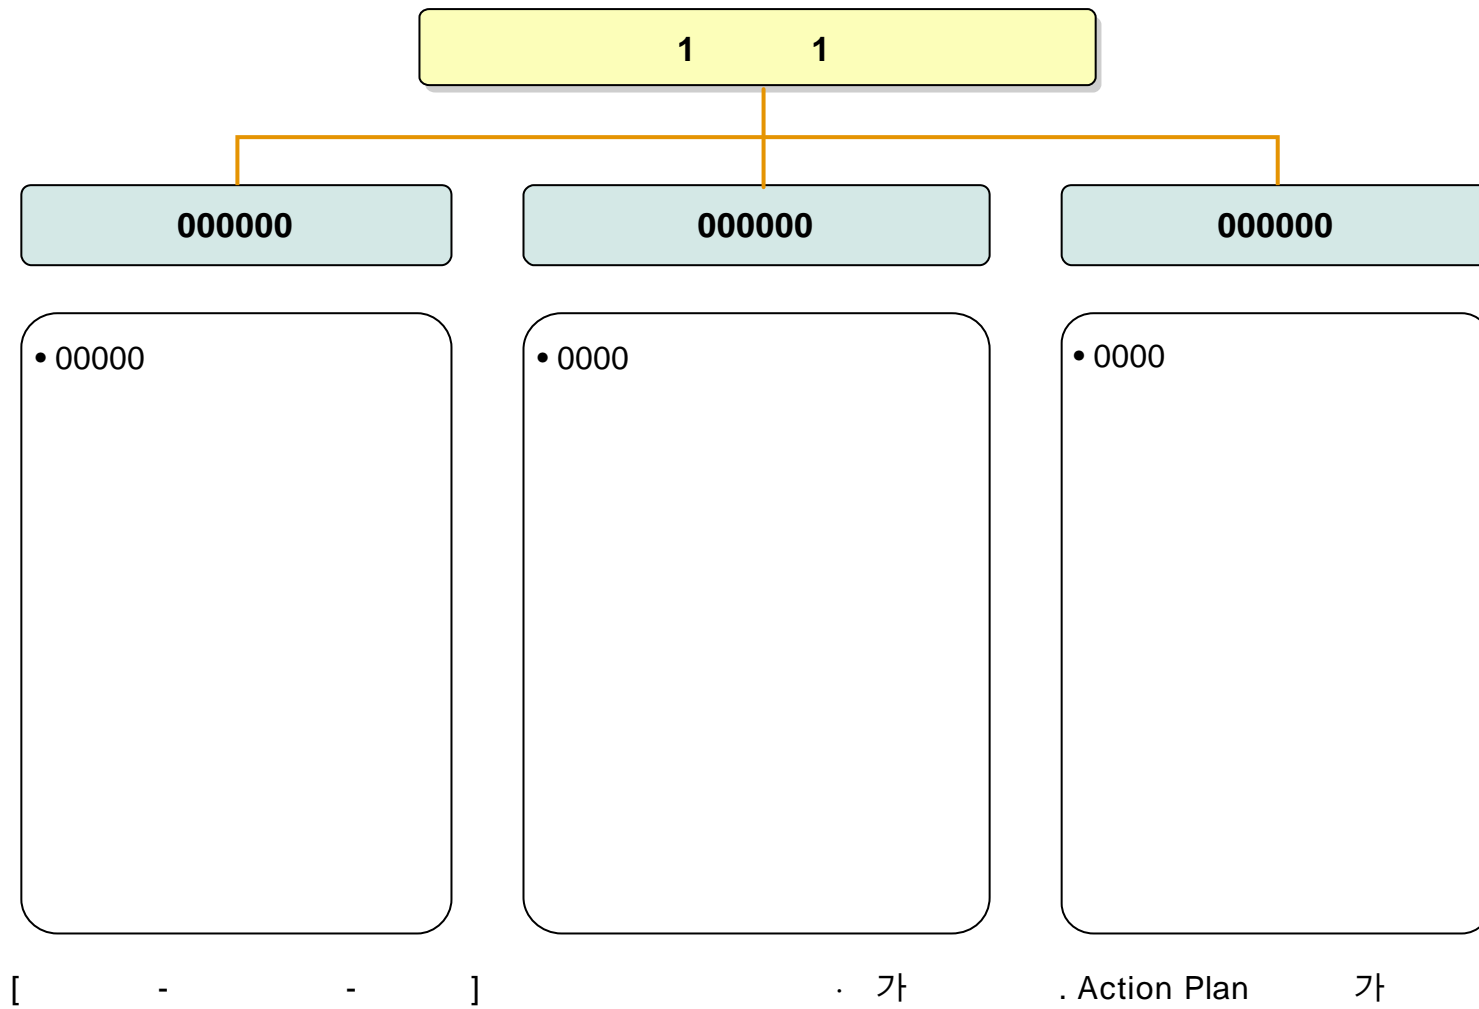 1 1
000000 000000 000000
• 00000 • 0000 • 0000
[ - - ] · 가 . Action Plan 가